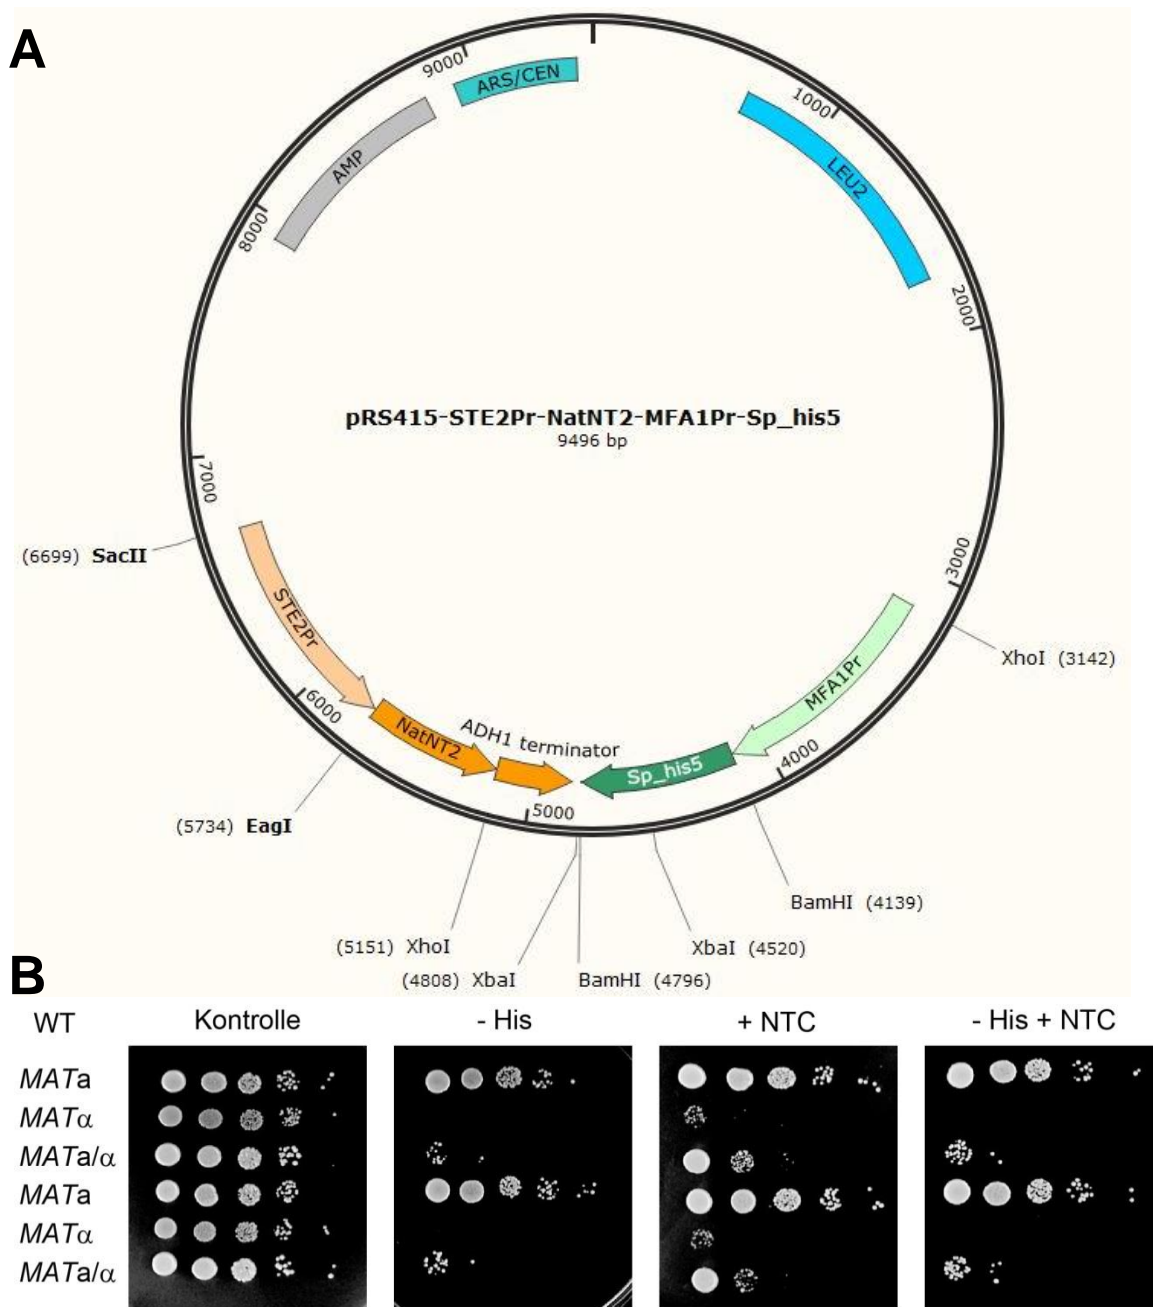 A
9000
ARS/CEN
1000
AMP
LEU2
8000
2000
pRS415-STE2Pr-NatNT2-MFA1Pr-Sp_his5
9496 bp
7000
(6699) SacII
3000
STE2Pr
XhoI (3142)
MFA1Pr
6000
NatNT2
ADH1 terminator
Sp_his5
4000
5000
(5734) EagI
BamHI (4139)
(5151) XhoI
XbaI (4520)
(4808) XbaI
BamHI (4796)
B
WT Kontrolle - His + NTC - His + NTC
MATa
MATα
MATa/α
MATa
MATα
MATa/α